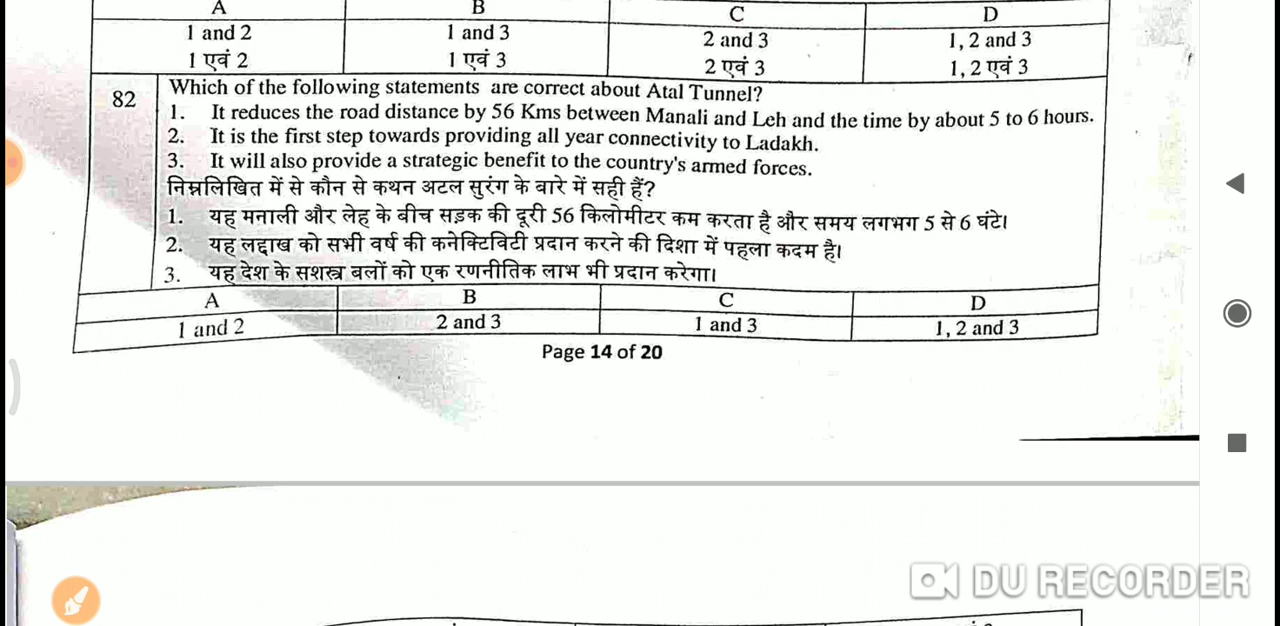 A B C D
1 and 2 1 and 3 2 and 3 1, 2 and 3
1 एवं 2 1 एवं 3 2 एवं 3 1, 2 एवं 3
82 Which of the following statements are correct about Atal Tunnel?
1. It reduces the road distance by 56 Kms between Manali and Leh and the time by about 5 to 6 hours.
2. It is the first step towards providing all year connectivity to Ladakh.
3. It will also provide a strategic benefit to the country's armed forces.
निम्नलिखित में से कौन से कथन अटल सुरंग के बारे में सही हैं?
1. यह मनाली और लेह के बीच सड़क की दूरी 56 किलोमीटर कम करता है और समय लगभग 5 से 6 घंटे।
2. यह लद्दाख को सभी वर्ष की कनेक्टिविटी प्रदान करने की दिशा में पहला कदम है।
3. यह देश के सशस्त्र बलों को एक रणनीतिक लाभ भी प्रदान करेगा।
A B C D
1 and 2 2 and 3 1 and 3 1, 2 and 3
Page 14 of 20
DU RECORDER